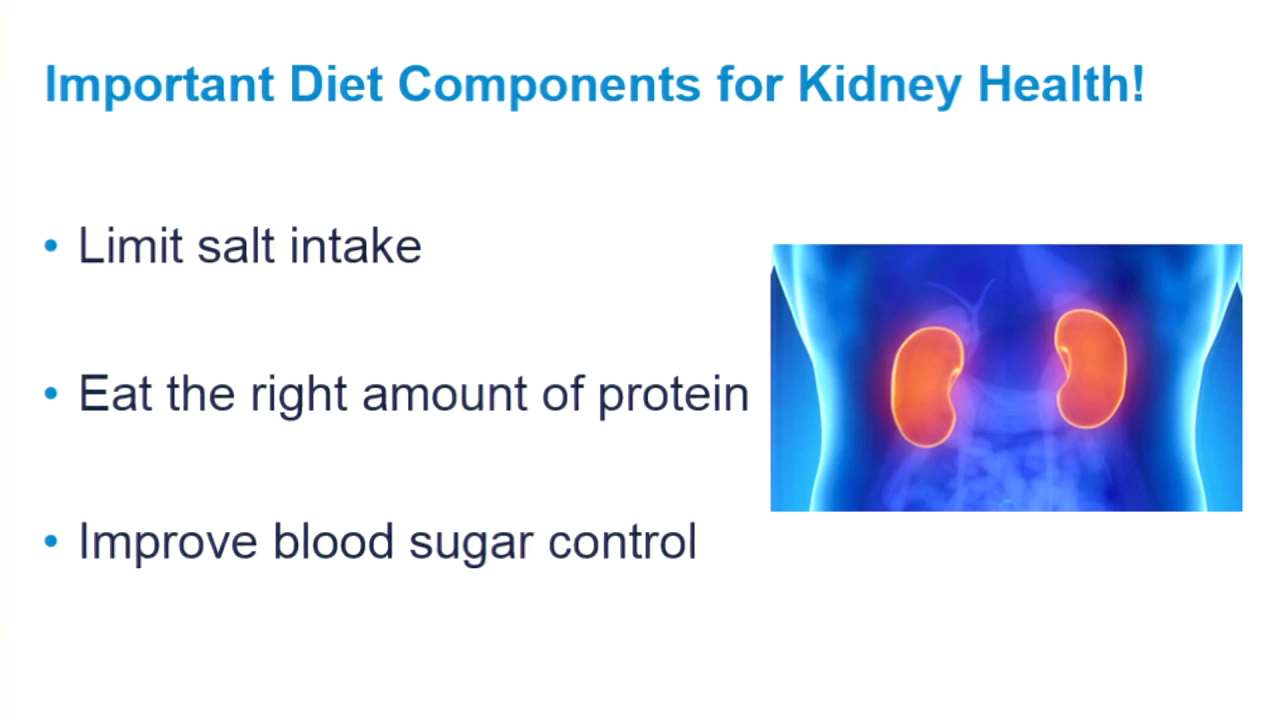 Important Diet Components for Kidney Health!
• Limit salt intake
• Eat the right amount of protein
• Improve blood sugar control